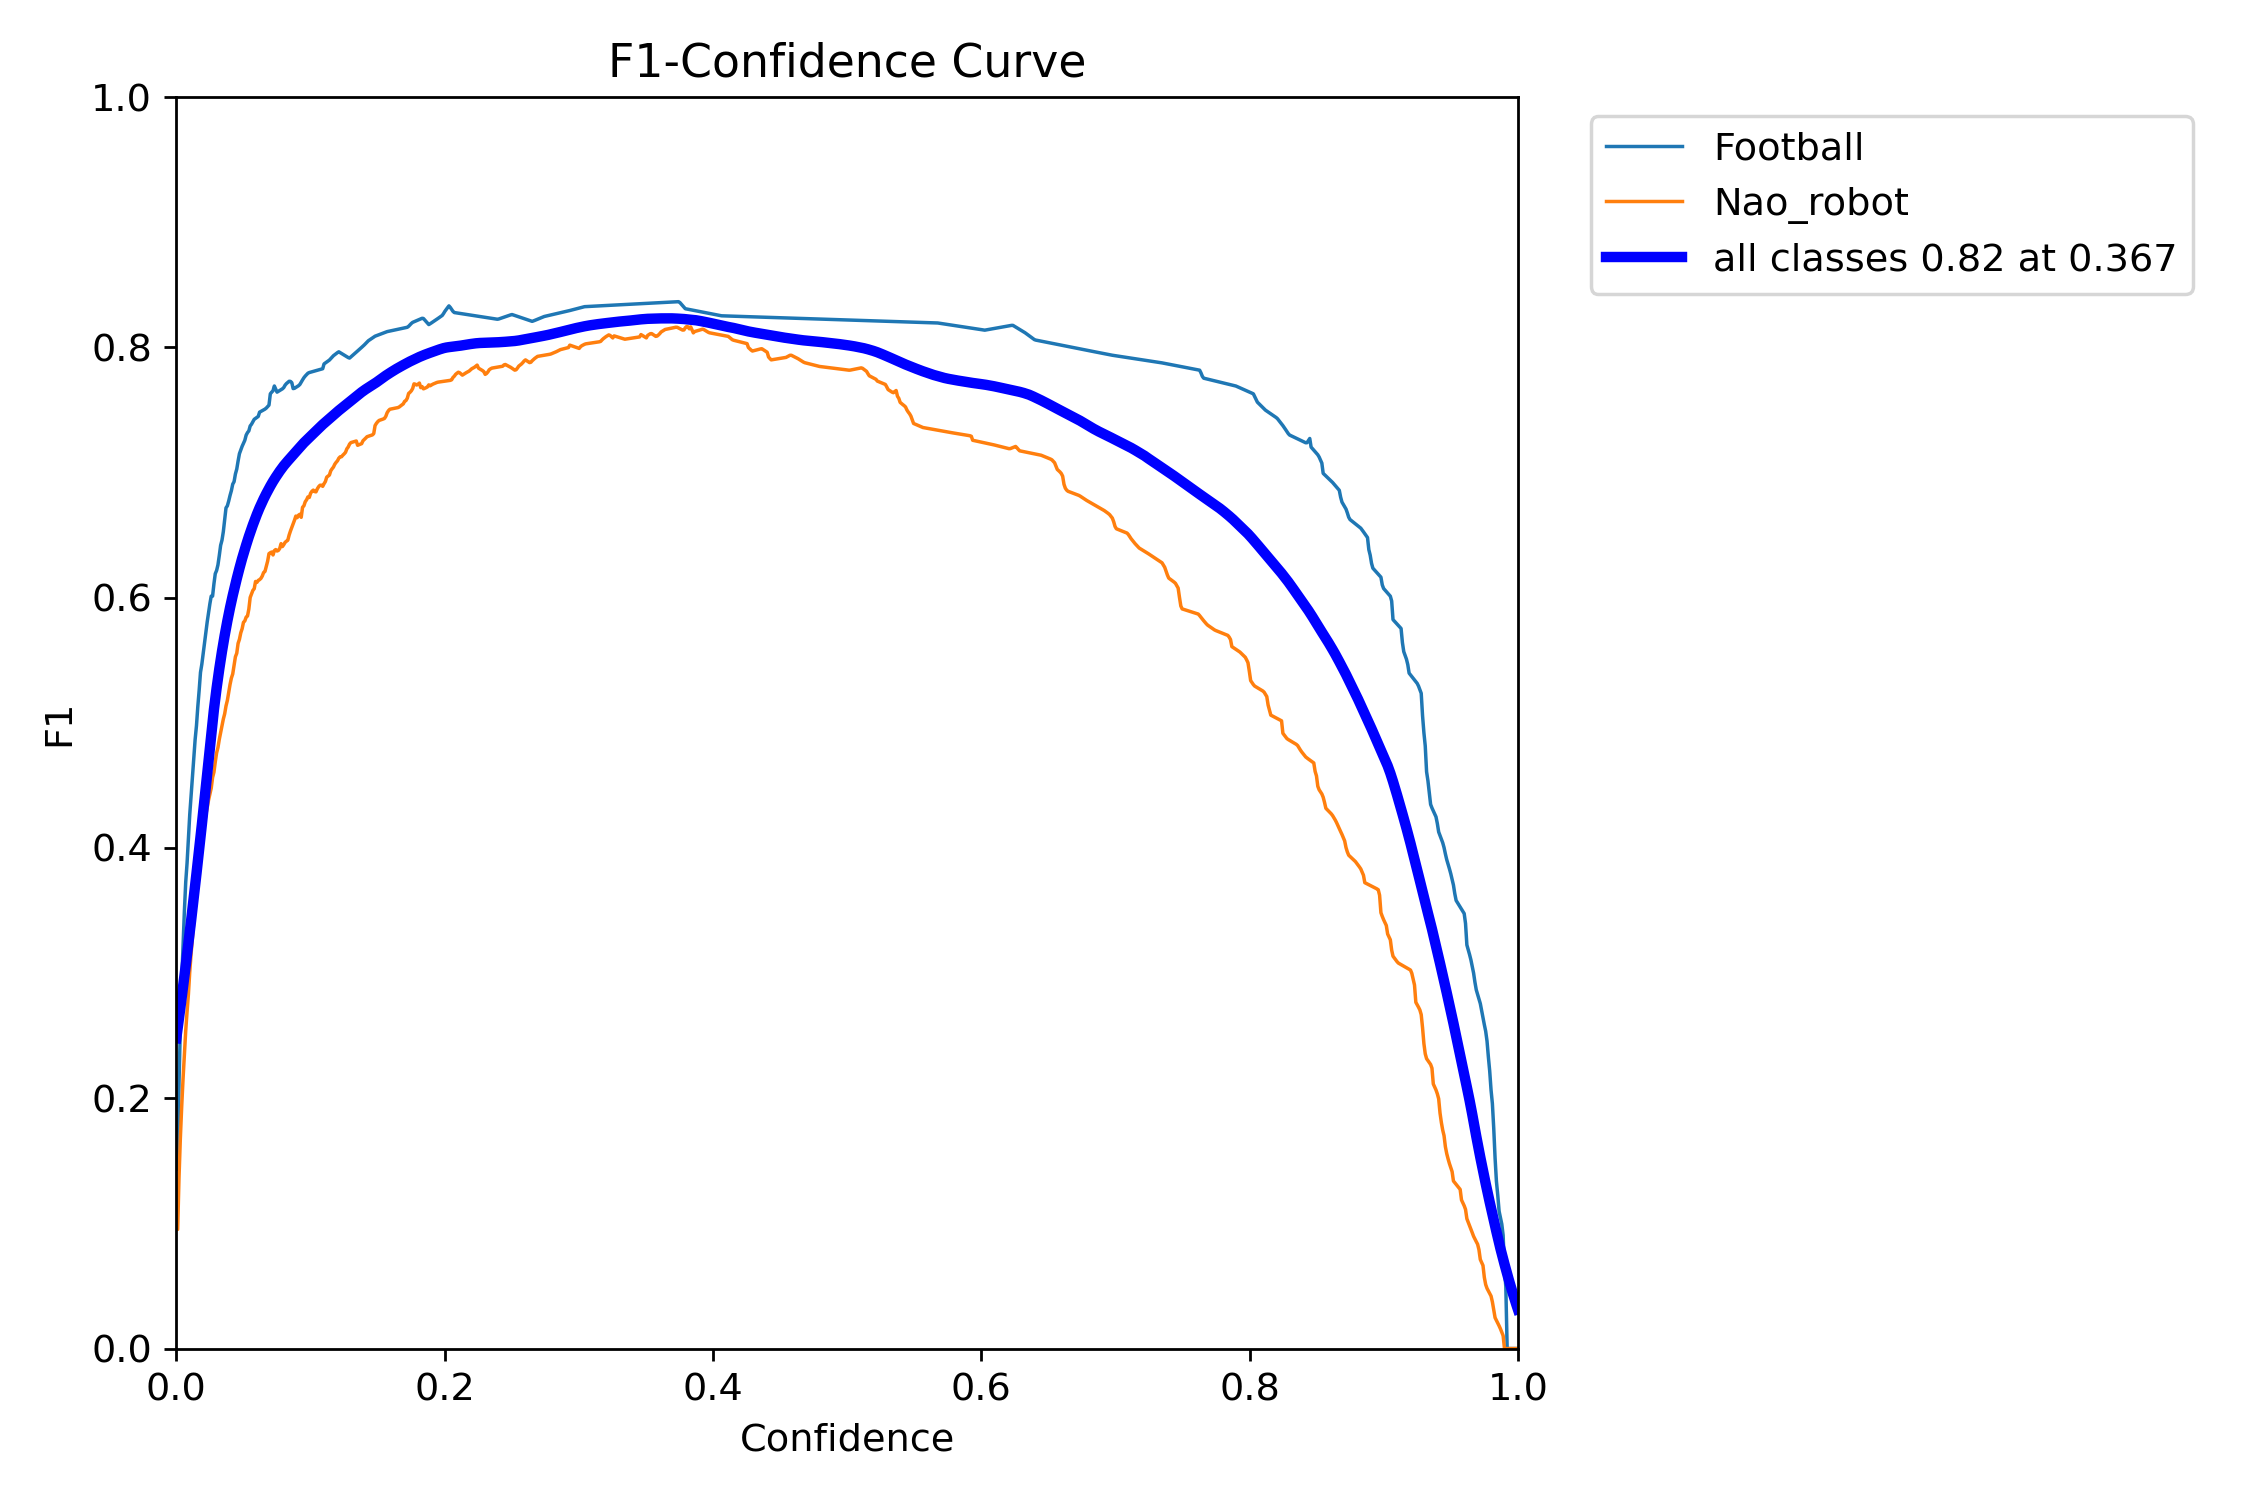 F1-Confidence Curve
1.0
0.8
0.6
0.4
0.2
0.0
F1
0.0 0.2 0.4 0.6 0.8 1.0
Confidence
Football
Nao_robot
all classes 0.82 at 0.367